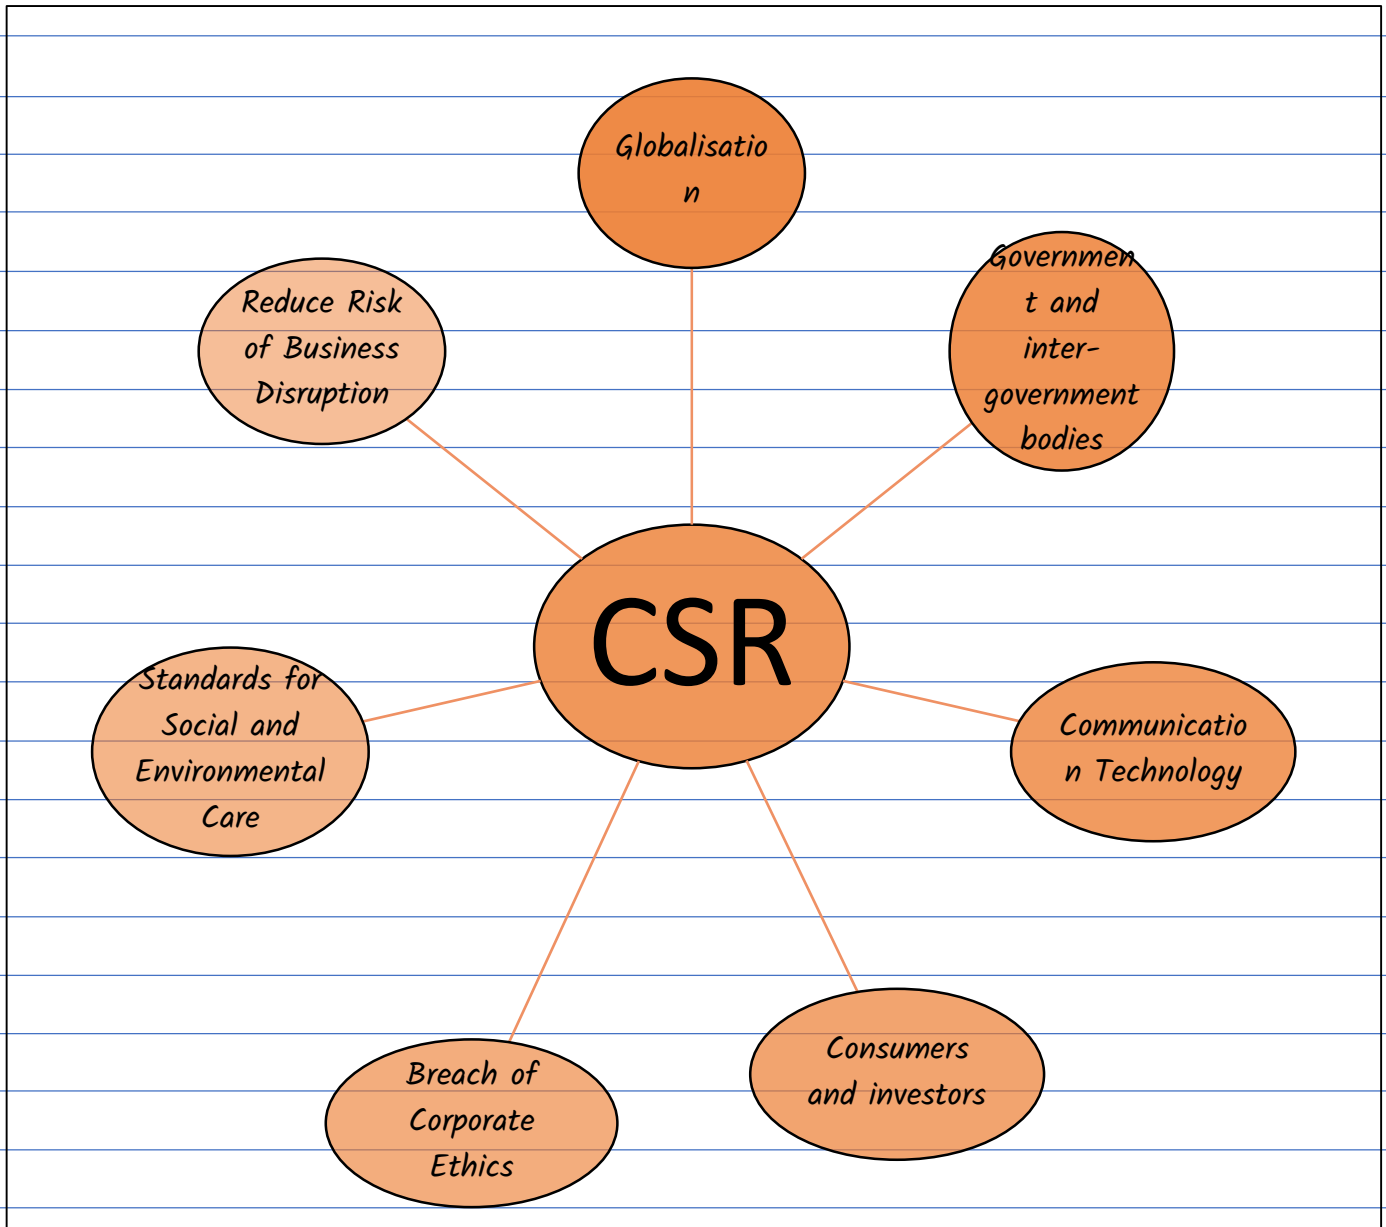 Globalisatio
n
Governmen
t and
inter-
government
bodies
Reduce Risk
of Business
Disruption
CSR
Standards for
Social and
Environmental
Care
Communicatio
n Technology
Consumers
and investors
Breach of
Corporate
Ethics